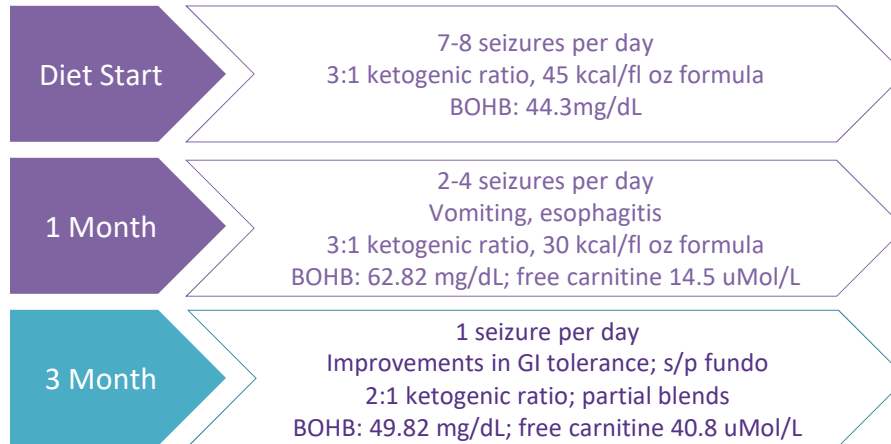 Diet Start
7-8 seizures per day
3:1 ketogenic ratio, 45 kcal/fl oz formula
BOHB: 44.3mg/dL
1 Month
2-4 seizures per day
Vomiting, esophagitis
3:1 ketogenic ratio, 30 kcal/fl oz formula
BOHB: 62.82 mg/dL; free carnitine 14.5 uMol/L
3 Month
1 seizure per day
Improvements in GI tolerance; s/p fundo
2:1 ketogenic ratio; partial blends
BOHB: 49.82 mg/dL; free carnitine 40.8 uMol/L